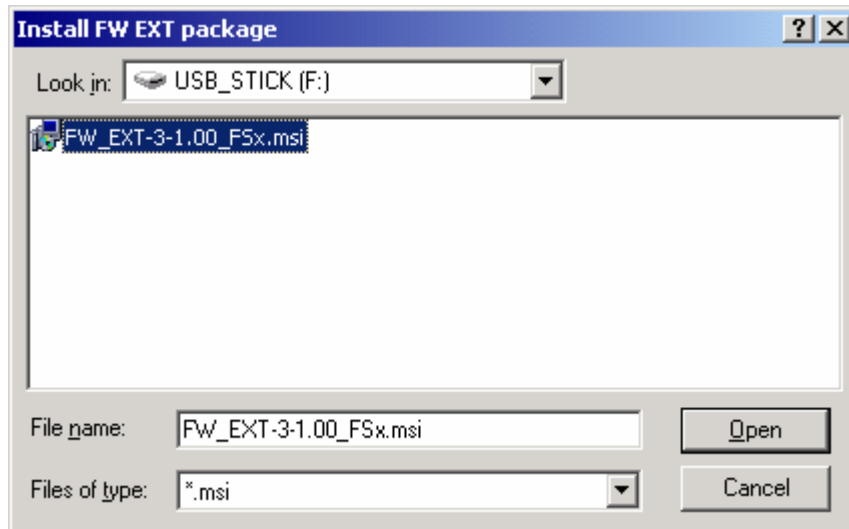 Install FW EXT package
Look in: USB_STICK (F:)
FW_EXT-3-1.00_FSx.msi
File name: FW_EXT-3-1.00_FSx.msi Open
Files of type: *.msi Cancel